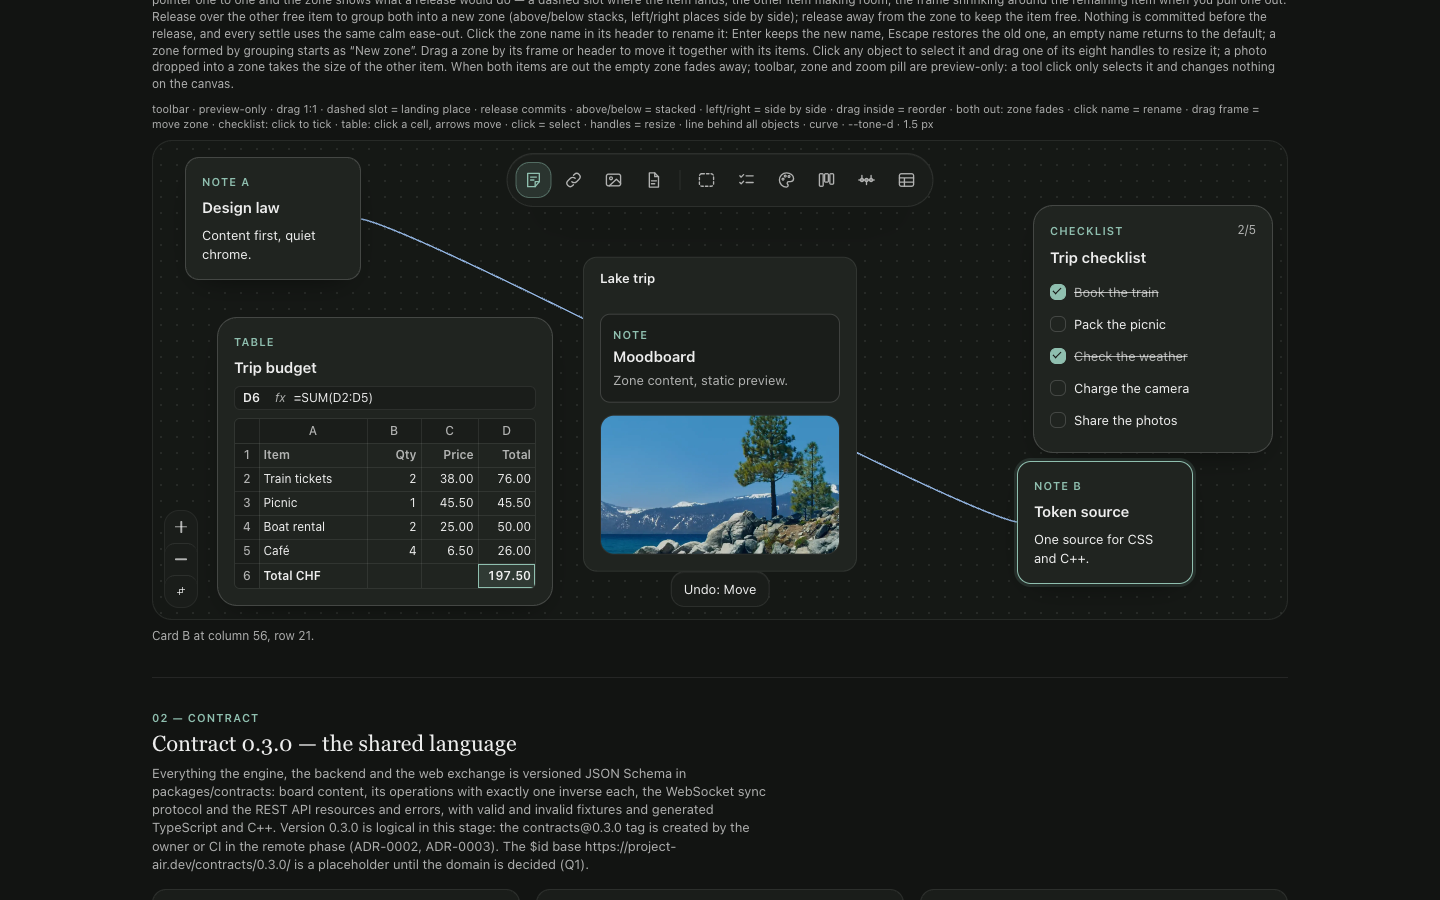 pointer one to one and the zone shows what a release would do — a dashed slot where the item lands, the other item making room, the frame shrinking around the remaining item when you pull one out.
Release over the other free item to group both into a new zone (above/below stacks, left/right places side by side); release away from the zone to keep the item free. Nothing is committed before the
release, and every settle uses the same calm ease-out. Click the zone name in its header to rename it: Enter keeps the new name, Escape restores the old one, an empty name returns to the default; a
zone formed by grouping starts as “New zone”. Drag a zone by its frame or header to move it together with its items. Click any object to select it and drag one of its eight handles to resize it; a photo
dropped into a zone takes the size of the other item. When both items are out the empty zone fades away; toolbar, zone and zoom pill are preview-only: a tool click only selects it and changes nothing
on the canvas.
toolbar · preview-only · drag 1:1 · dashed slot = landing place · release commits · above/below = stacked · left/right = side by side · drag inside = reorder · both out: zone fades · click name = rename · drag frame =
move zone · checklist: click to tick · table: click a cell, arrows move · click = select · handles = resize · line behind all objects · curve · --tone-d · 1.5 px
NOTE A
Design law
Content first, quiet
chrome.
TABLE
Trip budget
D6 fx =SUM(D2:D5)
A B C D
1 Item Qty Price Total
2 Train tickets 2 38.00 76.00
3 Picnic 1 45.50 45.50
4 Boat rental 2 25.00 50.00
5 Café 4 6.50 26.00
6 Total CHF 197.50
Lake trip
NOTE
Moodboard
Zone content, static preview.
Undo: Move
CHECKLIST 2/5
Trip checklist
Book the train
Pack the picnic
Check the weather
Charge the camera
Share the photos
NOTE B
Token source
One source for CSS
and C++.
Card B at column 56, row 21.
02 — CONTRACT
Contract 0.3.0 — the shared language
Everything the engine, the backend and the web exchange is versioned JSON Schema in
packages/contracts: board content, its operations with exactly one inverse each, the WebSocket sync
protocol and the REST API resources and errors, with valid and invalid fixtures and generated
TypeScript and C++. Version 0.3.0 is logical in this stage: the contracts@0.3.0 tag is created by the
owner or CI in the remote phase (ADR-0002, ADR-0003). The $id base https://project-
air.dev/contracts/0.3.0/ is a placeholder until the domain is decided (Q1).